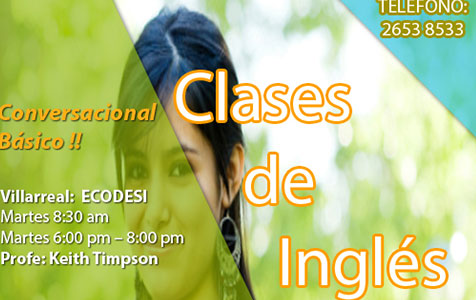 TELÉFONO:
2653 8533
Clases
de
Inglés
Conversacional
Básico !!
Villarreal: ECODESI
Martes 8:30 am
Martes 6:00 pm – 8:00 pm
Profe: Keith Timpson